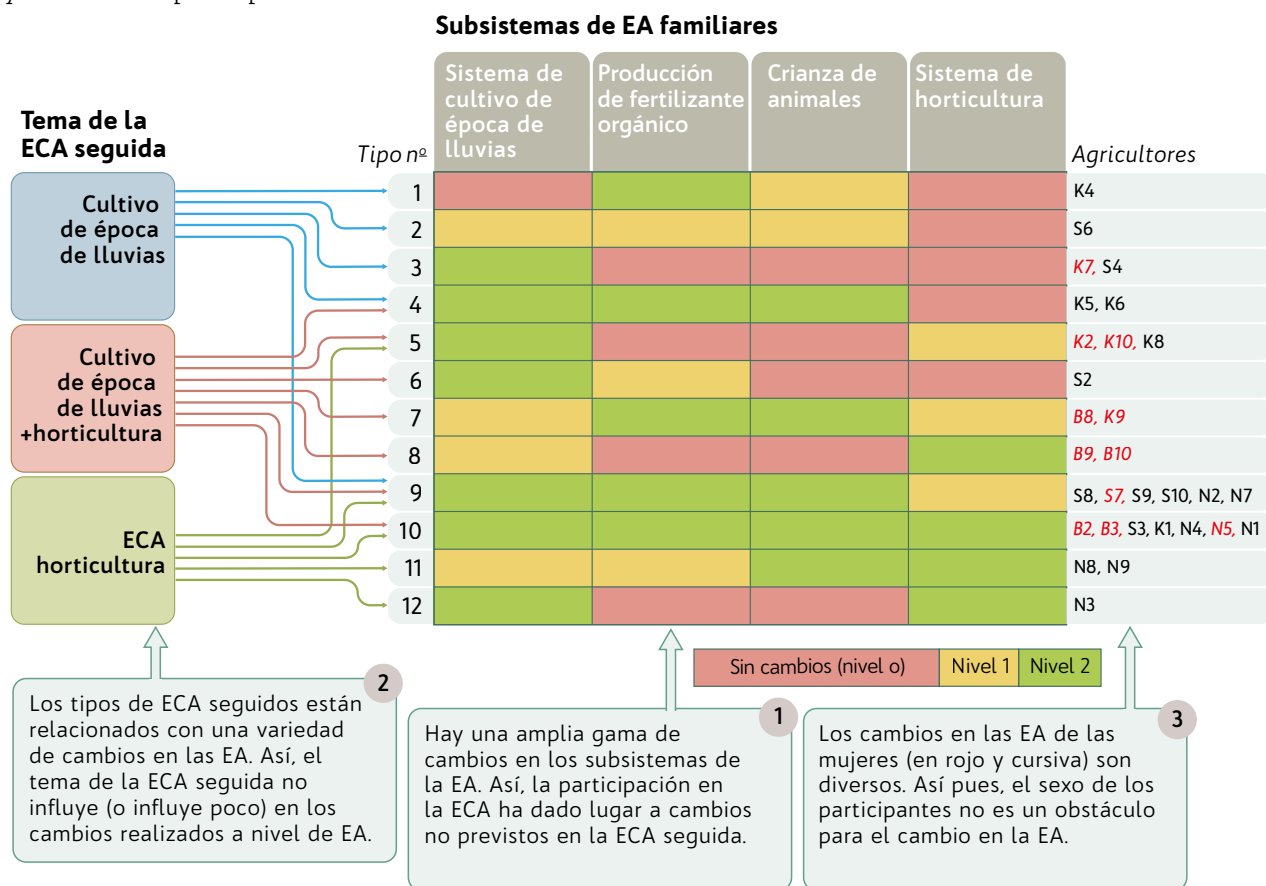 Subsistemas de EA familiares
Sistema de
cultivo de
época de
lluvias
Producción
de fertilizante
orgánico
Crianza de
animales
Sistema de
horticultura
Tema de la
ECA seguida
Tipo nº
Agricultores
Cultivo
de época
de lluvias
Cultivo
de época
de lluvias
+horticultura
ECA
horticultura
1 K4
2 S6
3 K7, S4
4 K5, K6
5 K2, K10, K8
6 S2
7 B8, K9
8 B9, B10
9 S8, S7, S9, S10, N2, N7
10 B2, B3, S3, K1, N4, N5, N1
11 N8, N9
12 N3
Sin cambios (nivel o) Nivel 1 Nivel 2
2
Los tipos de ECA seguidos están
relacionados con una variedad
de cambios en las EA. Así, el
tema de la ECA seguida no
influye (o influye poco) en los
cambios realizados a nivel de EA.
1
Hay una amplia gama de
cambios en los subsistemas de
la EA. Así, la participación en
la ECA ha dado lugar a cambios
no previstos en la ECA seguida.
3
Los cambios en las EA de las
mujeres (en rojo y cursiva) son
diversos. Así pues, el sexo de los
participantes no es un obstáculo
para el cambio en la EA.